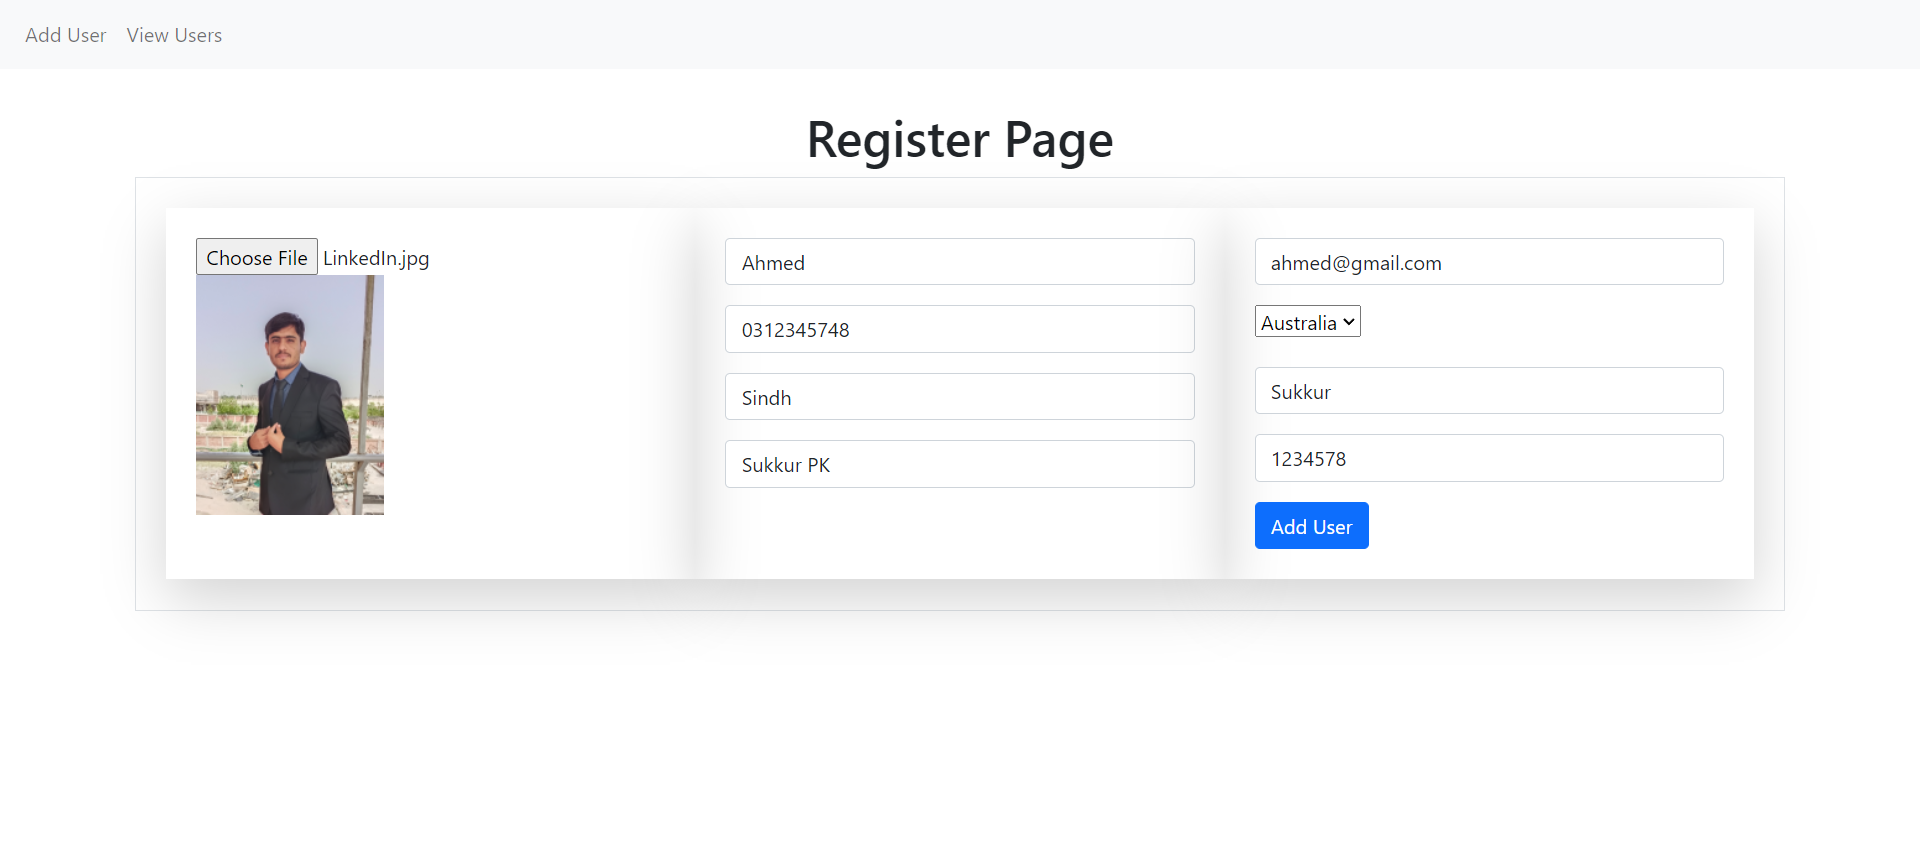 Add User View Users
Register Page
Choose File LinkedIn.jpg
Ahmed
0312345748
Sindh
Sukkur PK
ahmed@gmail.com
Australia
Sukkur
1234578
Add User